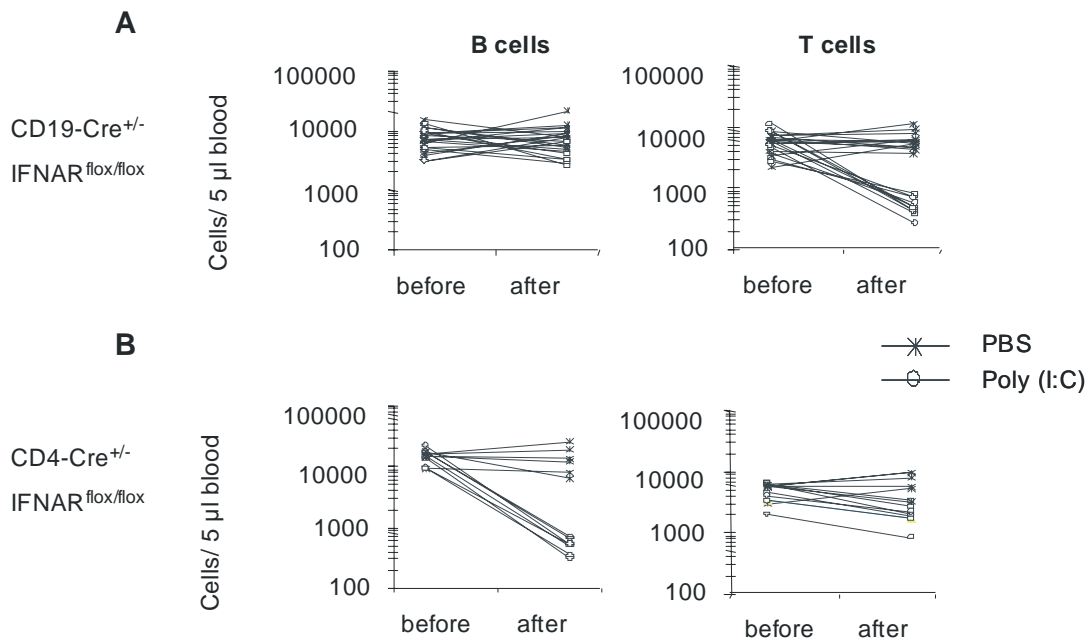 A
B cells
T cells
CD19-Cre+/-
IFNARflox/flox
Cells/ 5 µl blood
100000
10000
1000
100
before after
100000
10000
1000
100
before after
B
PBS
Poly (I:C)
CD4-Cre+/-
IFNARflox/flox
Cells/ 5 µl blood
100000
10000
1000
100
before after
100000
10000
1000
100
before after